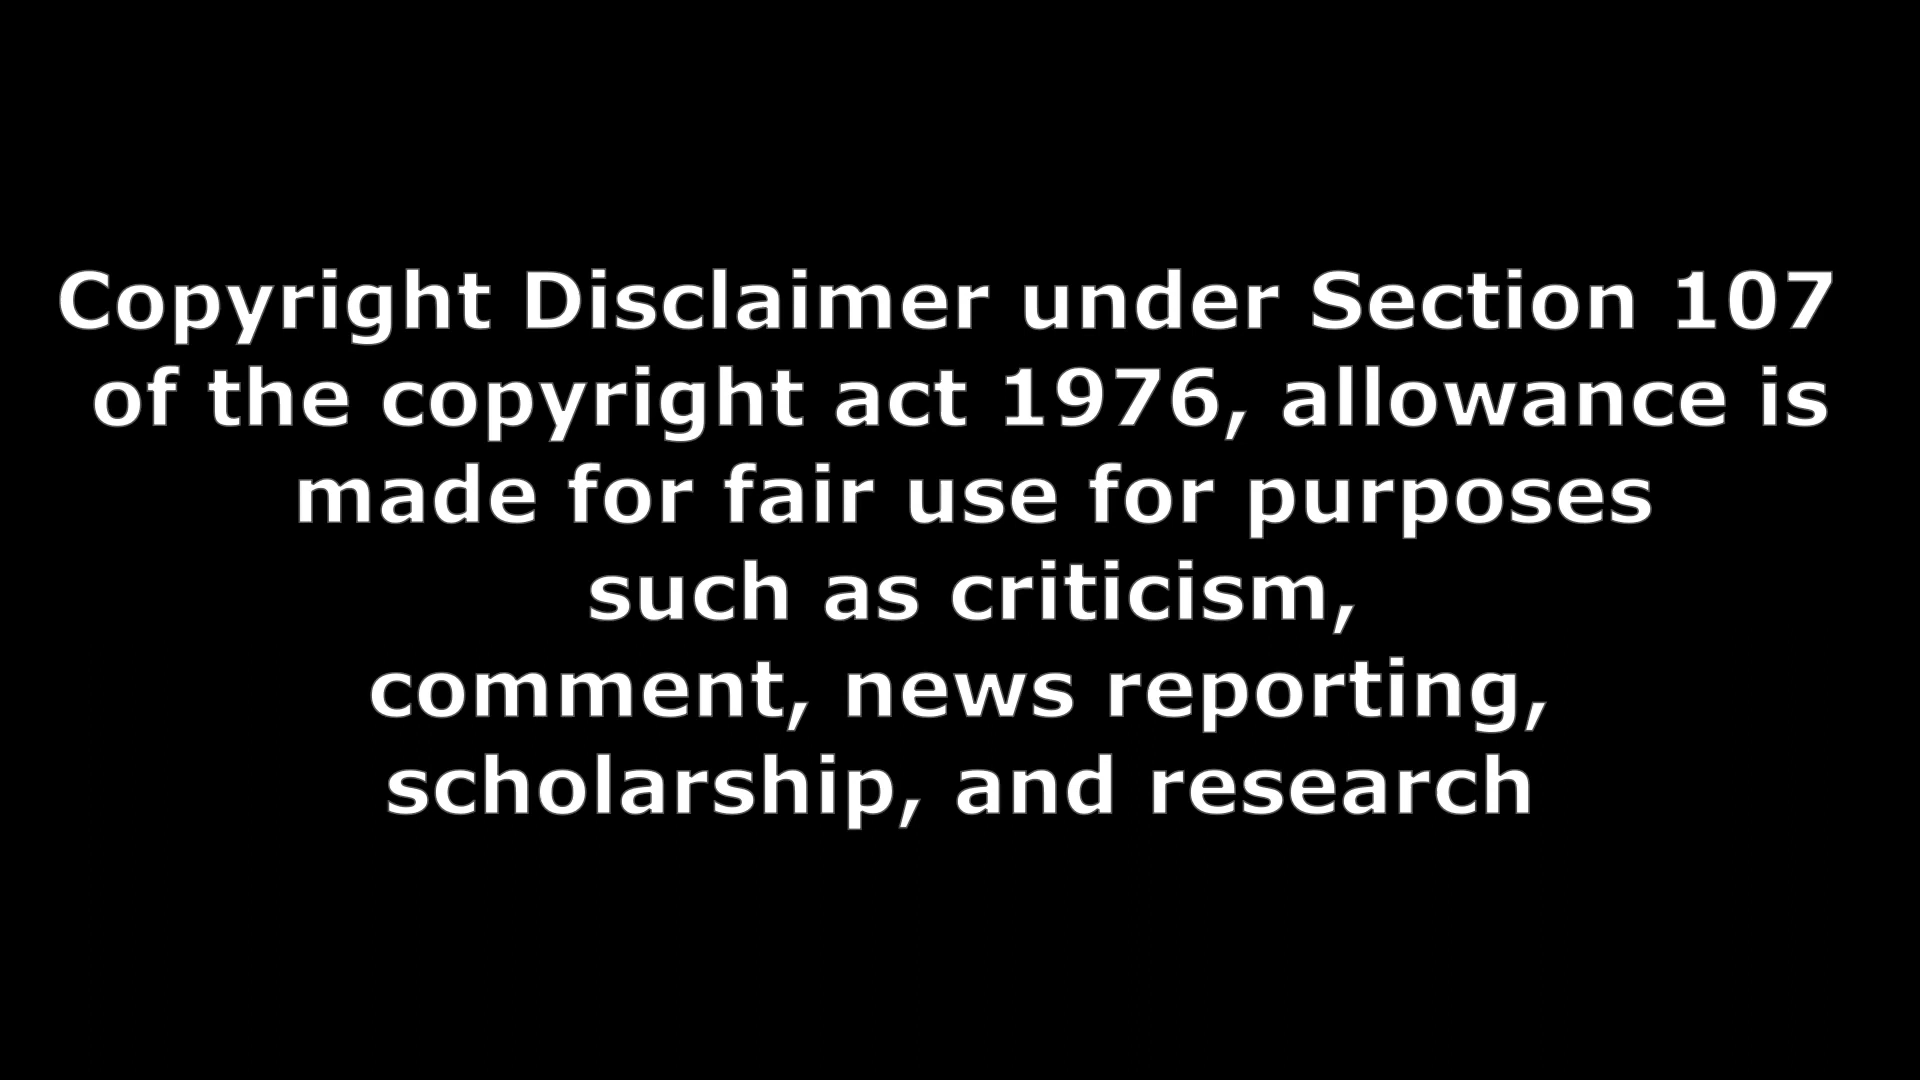 Copyright Disclaimer under Section 107
of the copyright act 1976, allowance is
made for fair use for purposes
such as criticism,
comment, news reporting,
scholarship, and research